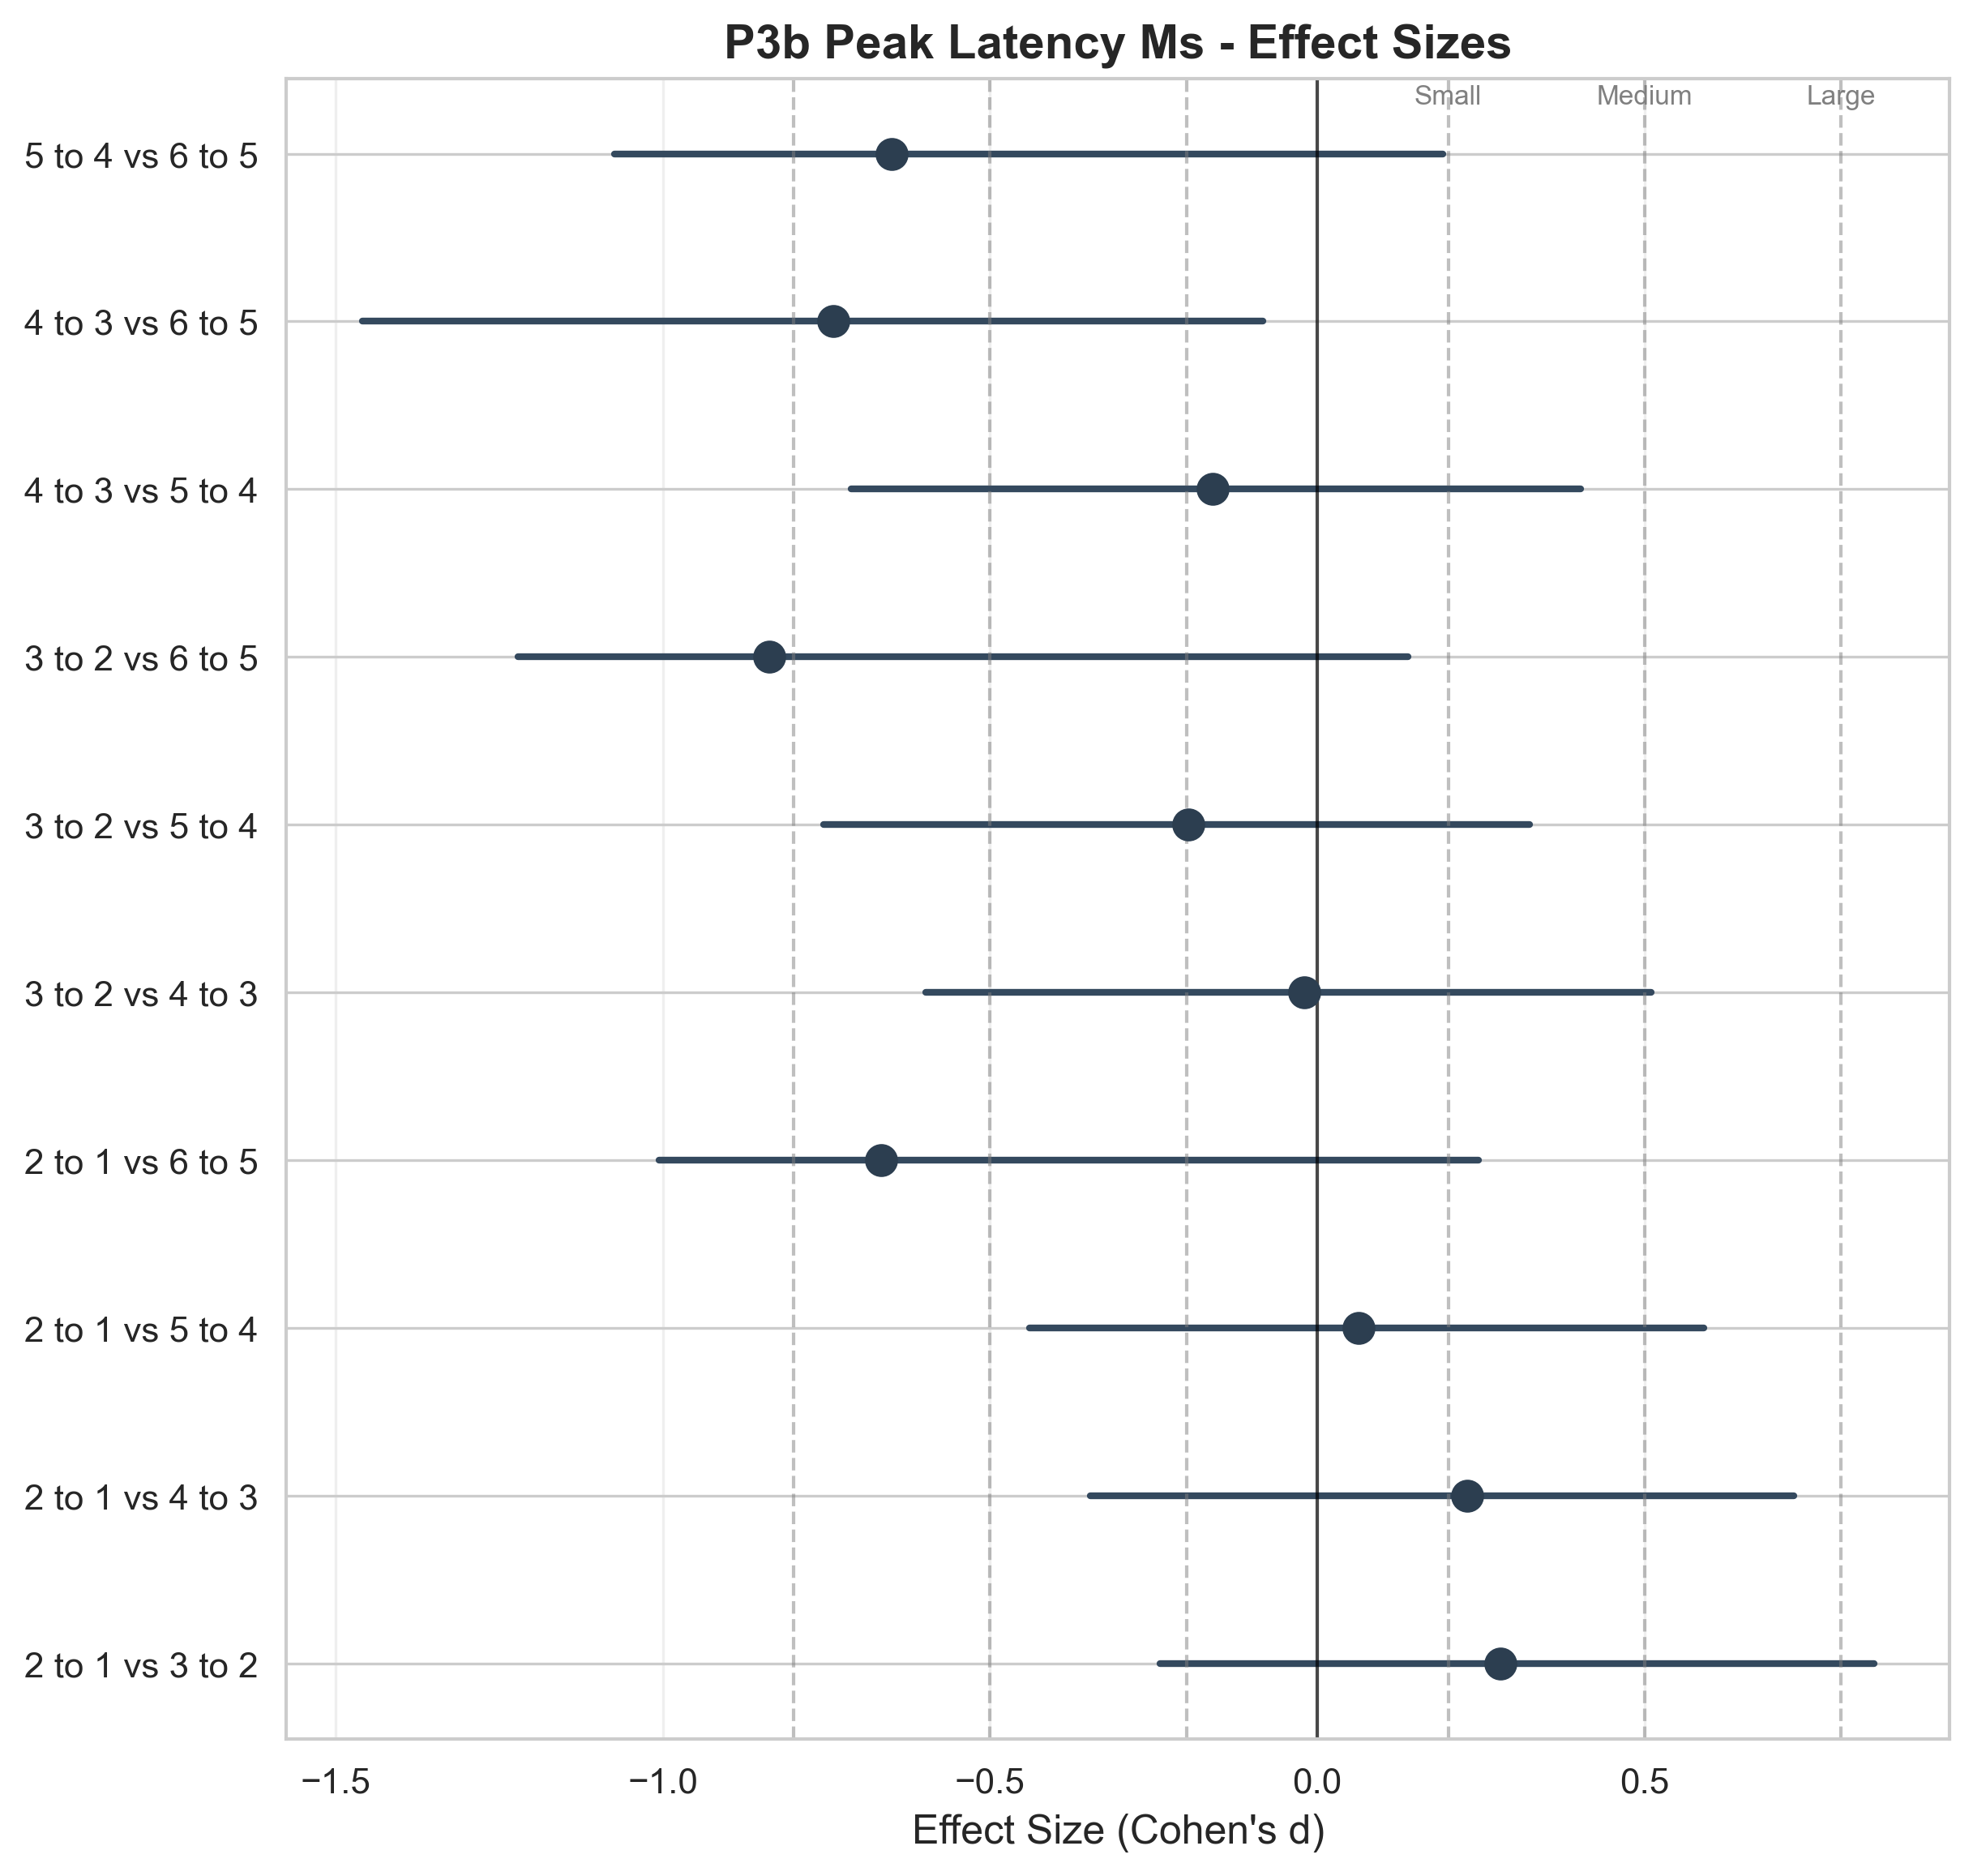 P3b Peak Latency Ms - Effect Sizes
Small Medium Large
5 to 4 vs 6 to 5
4 to 3 vs 6 to 5
4 to 3 vs 5 to 4
3 to 2 vs 6 to 5
3 to 2 vs 5 to 4
3 to 2 vs 4 to 3
2 to 1 vs 6 to 5
2 to 1 vs 5 to 4
2 to 1 vs 4 to 3
2 to 1 vs 3 to 2
−1.5 −1.0 −0.5 0.0 0.5
Effect Size (Cohen's d)